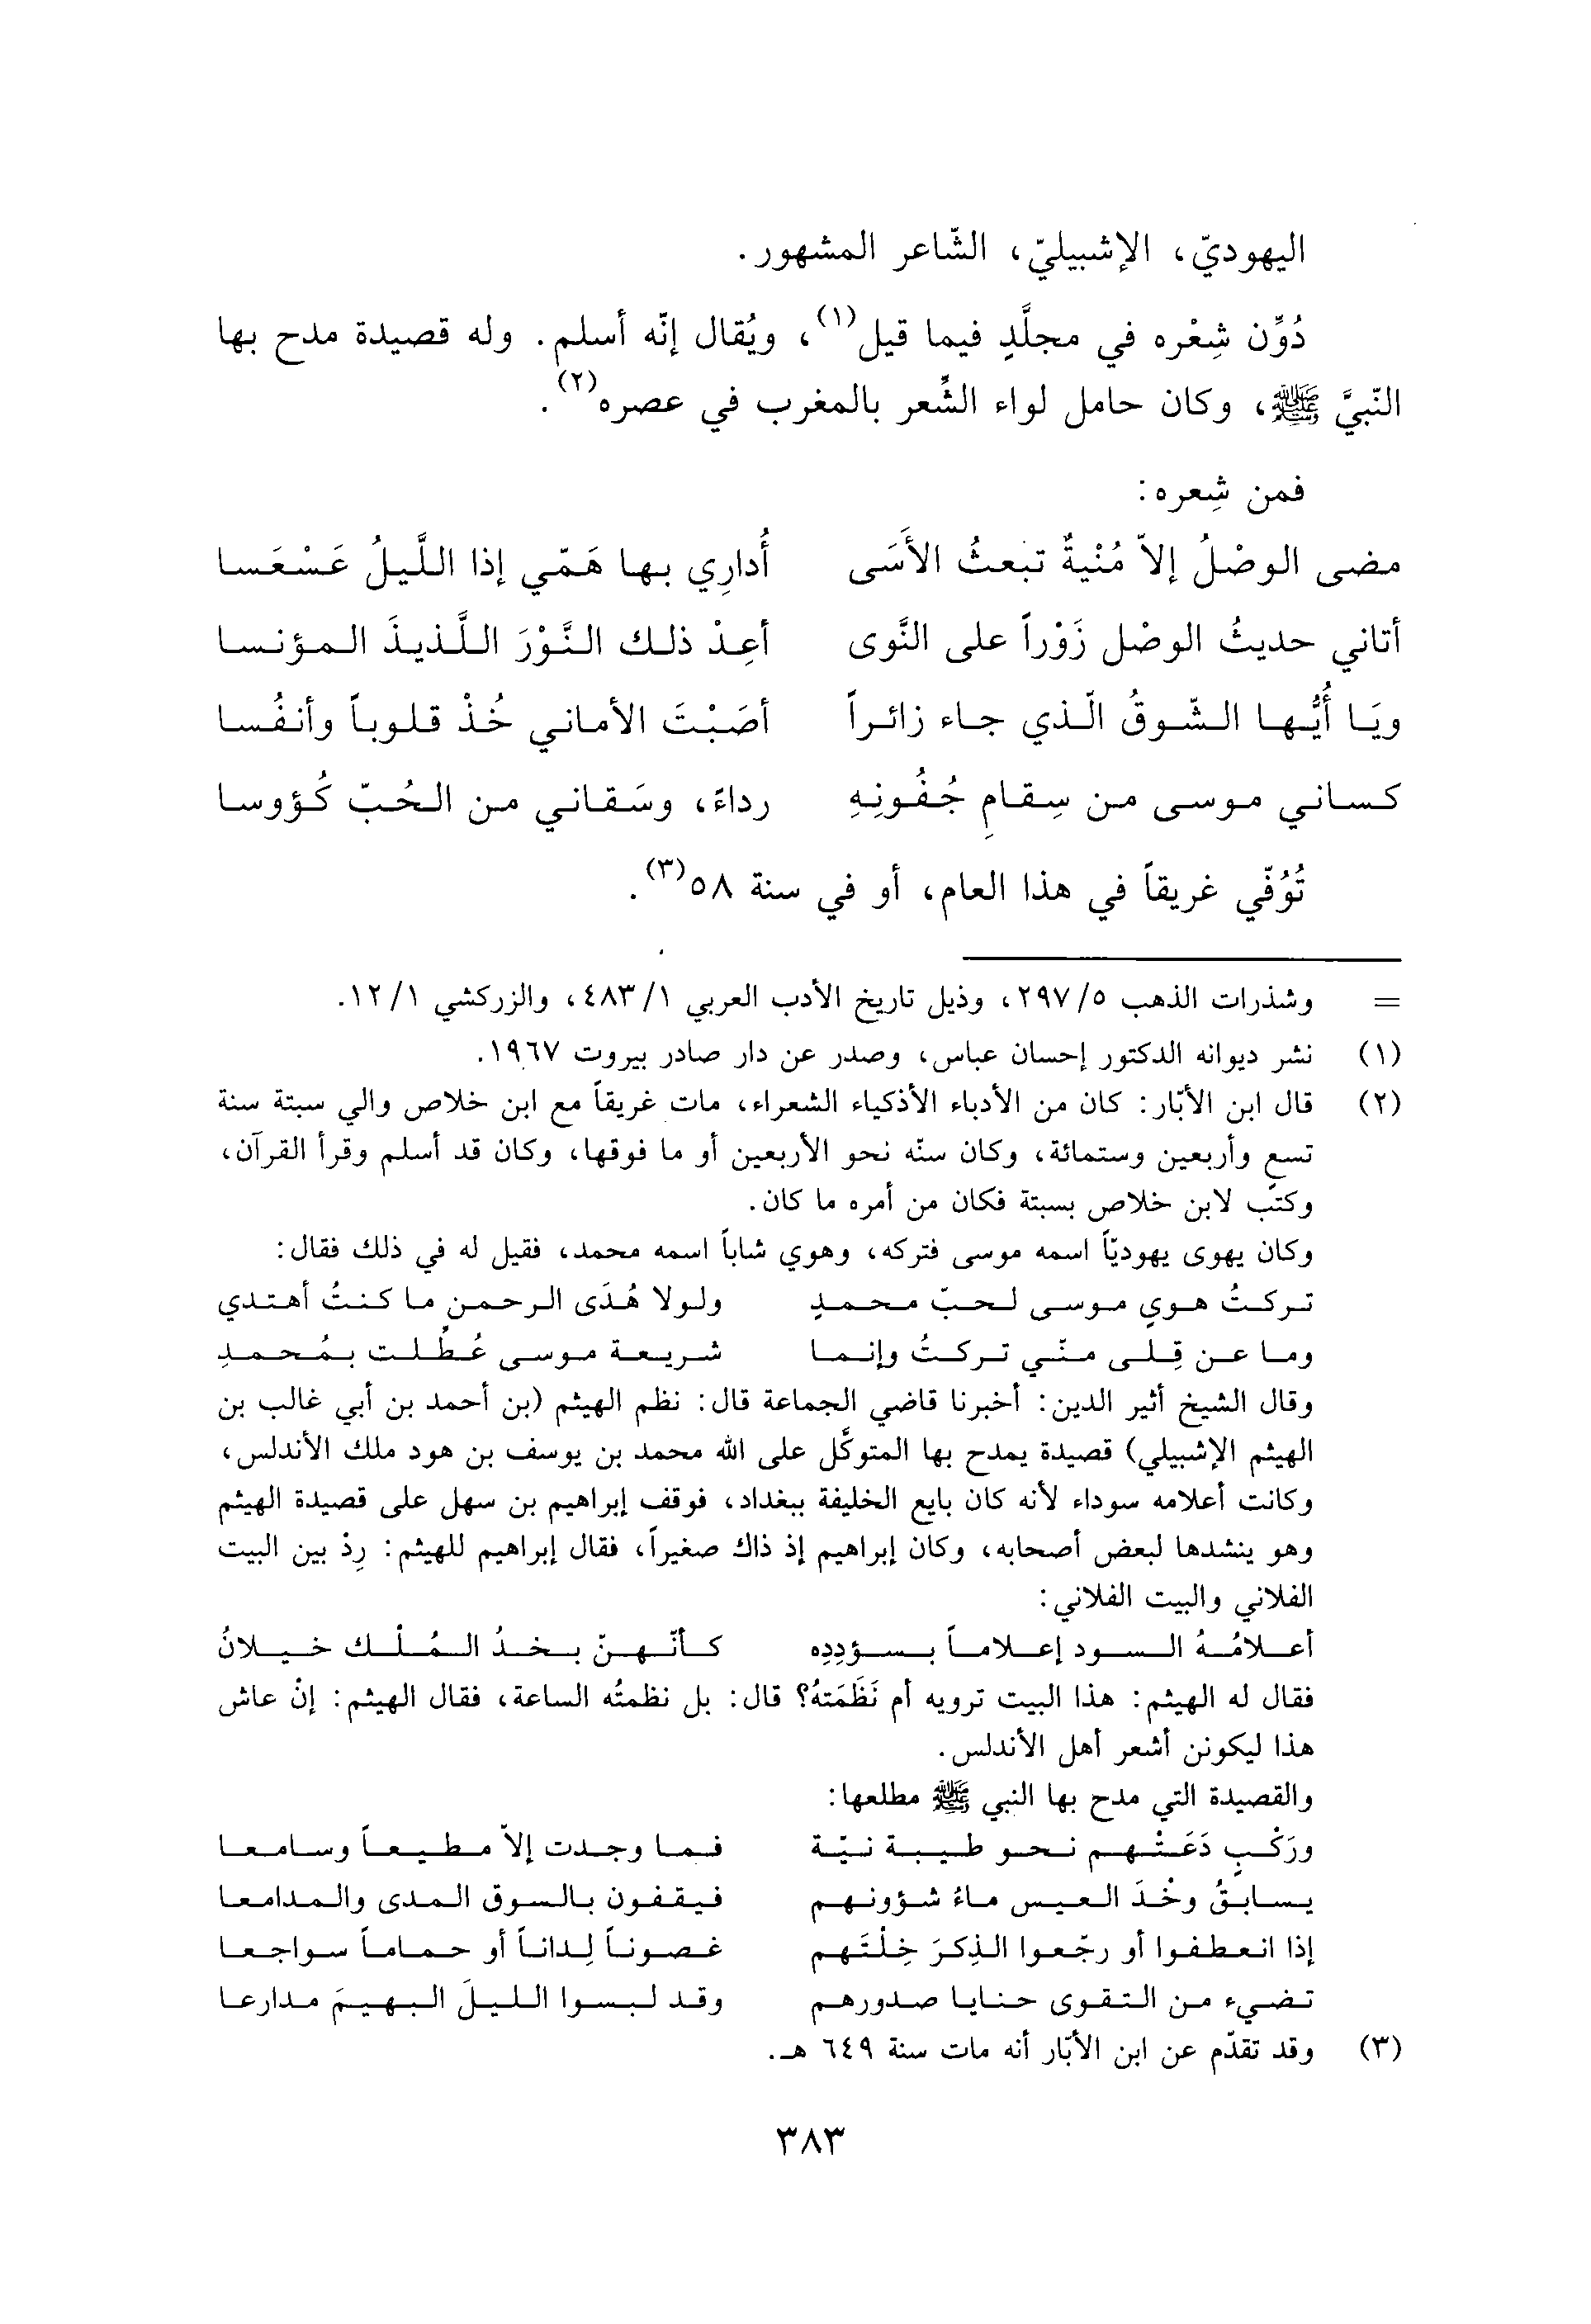 اليهوديّ، الإشبيليّ، الشّاعر المشهور.
دُوِّن شِعْره في مجلَّدٍ فيما قيل(١)، ويُقال إنّه أسلم. وله قصيدة مدح بها
النّبيَّ ﷺ، وكان حامل لواء الشِّعر بالمغرب في عصره(٢).
فمن شِعره:
مضى الوصْلُ إلاّ مُنْيةٌ تبعثُ الأَسَى أُدارِي بها هَمّي إذا اللَّيلُ عَسْعَسا
أتاني حديثُ الوصْل زَوْراً على النَّوى أعِدْ ذلك النَّوْرَ اللَّذيذَ المؤنسا
ويَا أُيُّها الشّوقُ الّذي جاء زائراً أصَبْتَ الأماني خُذْ قلوباً وأنفُسا
كساني موسى من سِقامِ جُفُونِهِ رداءً، وسَقاني من الحُبّ كُؤوسا
تُوُفّي غريقاً في هذا العام، أو في سنة ٥٨(٣).
= وشذرات الذهب ٢٩٧/٥، وذيل تاريخ الأدب العربي ٤٨٣/١، والزركشي ١٢/١.
(١) نشر ديوانه الدكتور إحسان عباس، وصدر عن دار صادر بيروت ١٩٦٧.
(٢) قال ابن الأبّار: كان من الأدباء الأذكياء الشعراء، مات غريقاً مع ابن خلاص والي سبتة سنة
تسع وأربعين وستمائة، وكان سنّه نحو الأربعين أو ما فوقها، وكان قد أسلم وقرأ القرآن،
وكتب لابن خلاص بسبتة فكان من أمره ما كان.
وكان يهوى يهوديّاً اسمه موسى فتركه، وهوي شاباً اسمه محمد، فقيل له في ذلك فقال:
تركتُ هوي موسى لحبّ محمدٍ ولولا هُدَى الرحمن ما كنتُ أهتدي
وما عن قِلى منّي تركتُ وإنما شريعة موسى عُطِّلت بمُحمدِ
وقال الشيخ أثير الدين: أخبرنا قاضي الجماعة قال: نظم الهيثم (بن أحمد بن أبي غالب بن
الهيثم الإشبيلي) قصيدة يمدح بها المتوكَّل على الله محمد بن يوسف بن هود ملك الأندلس،
وكانت أعلامه سوداء لأنه كان بايع الخليفة ببغداد، فوقف إبراهيم بن سهل على قصيدة الهيثم
وهو ينشدها لبعض أصحابه، وكان إبراهيم إذ ذاك صغيراً، فقال إبراهيم للهيثم: رِدْ بين البيت
الفلاني والبيت الفلاني:
أعلامُهُ السود إعلاماً بسؤدِدِه كأنّهنّ بخدُ المُلْك خيلانُ
فقال له الهيثم: هذا البيت ترويه أم نَظَمَتهُ؟ قال: بل نظمتُه الساعة، فقال الهيثم: إنْ عاش
هذا ليكونن أشعر أهل الأندلس.
والقصيدة التي مدح بها النبي ﷺ مطلعها:
ورَكْبٍ دَعَتْهم نحو طيبة نيّة فما وجدت إلاّ مطيعاً وسامعا
يسابقُ وخْدَ العيس ماءُ شؤونهم فيقفون بالسوق المدى والمدامعا
إذا انعطفوا أو رجّعوا الذِكرَ خِلْتَهم غصوناً لِداناً أو حماماً سواجعا
تضيء من التقوى حنايا صدورهم وقد لبسوا الليلَ البهيمَ مدارعا
(٣) وقد تقدّم عن ابن الأبّار أنه مات سنة ٦٤٩ هـ.
٣٨٣